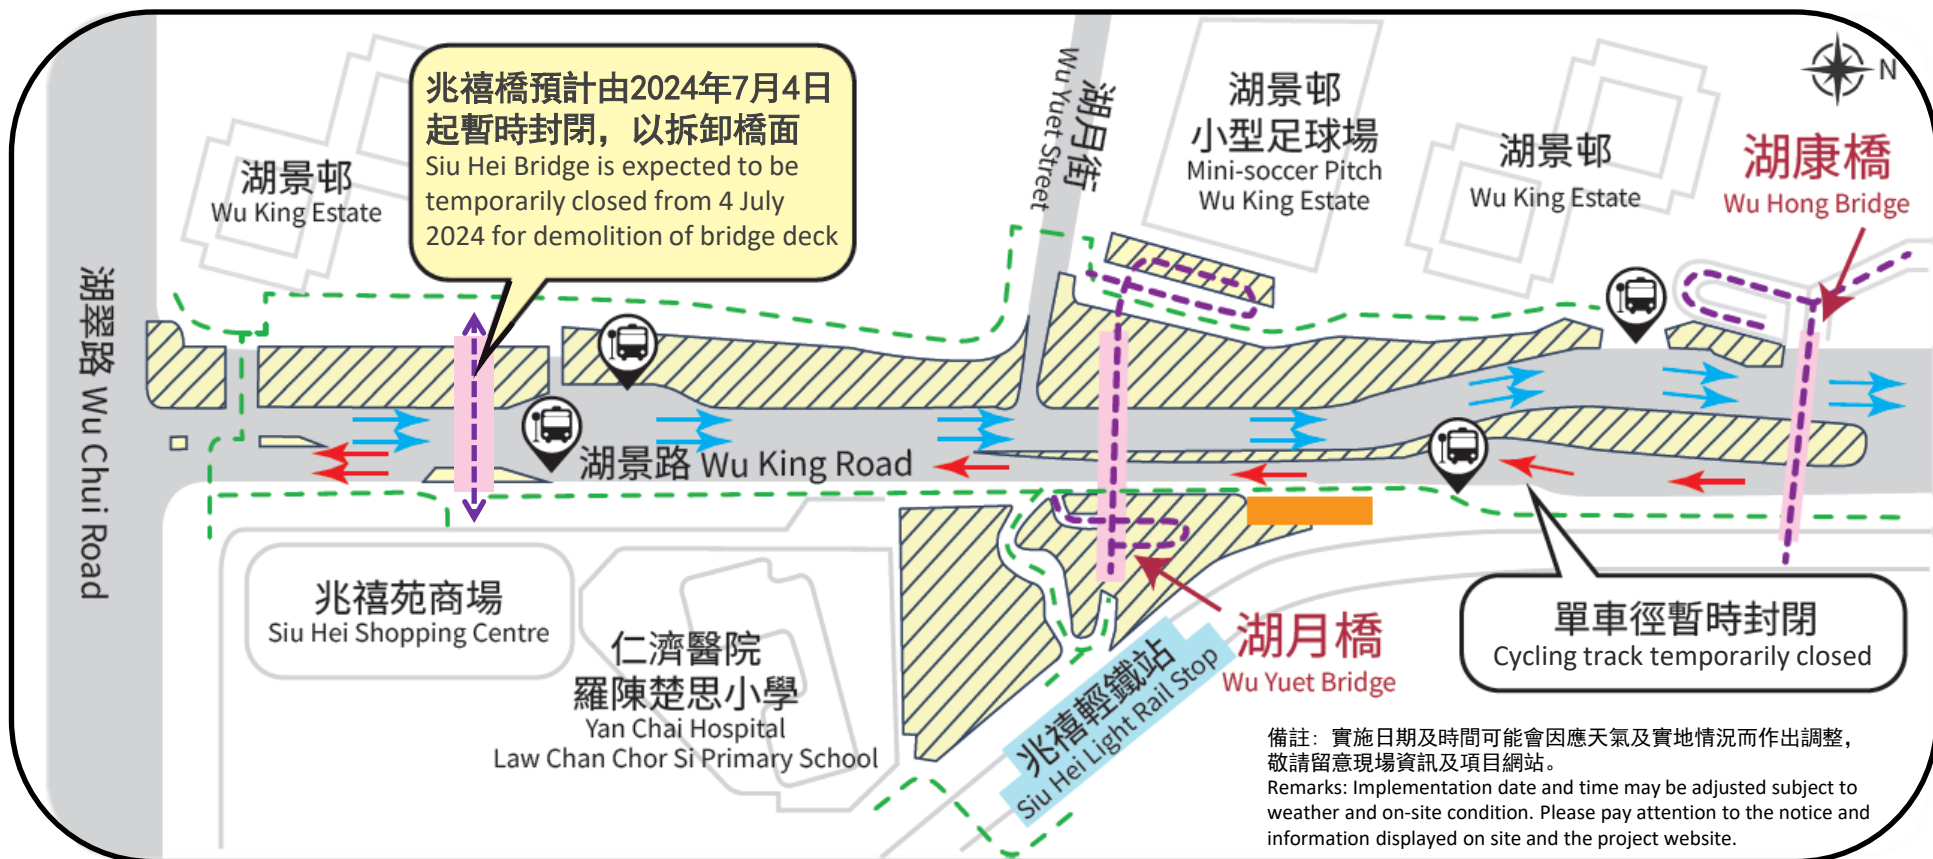 兆禧橋預計由2024年7月4日
起暫時封閉，以拆卸橋面
Siu Hei Bridge is expected to be
temporarily closed from 4 July
2024 for demolition of bridge deck
湖景邨
Wu King Estate
湖月街
Wu Yuet Street
湖景邨
小型足球場
Mini-soccer Pitch
Wu King Estate
湖景邨
Wu King Estate
N
湖康橋
Wu Hong Bridge
湖翠路 Wu Chui Road
湖景路 Wu King Road
兆禧苑商場
Siu Hei Shopping Centre
仁濟醫院
羅陳楚思小學
Yan Chai Hospital
Law Chan Chor Si Primary School
兆禧輕鐵站
Siu Hei Light Rail Stop
湖月橋
Wu Yuet Bridge
單車徑暫時封閉
Cycling track temporarily closed
備註：實施日期及時間可能會因應天氣及實地情況而作出調整，
敬請留意現場資訊及項目網站。
Remarks: Implementation date and time may be adjusted subject to
weather and on-site condition. Please pay attention to the notice and
information displayed on site and the project website.